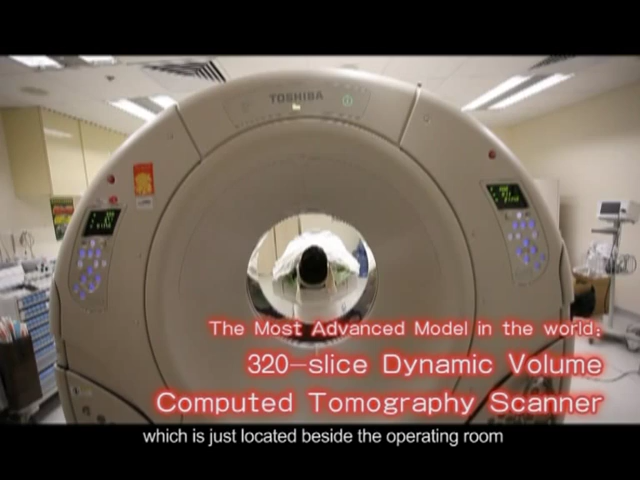 TOSHIBA
The Most Advanced Model in the world:
320-slice Dynamic Volume
Computed Tomography Scanner
which is just located beside the operating room